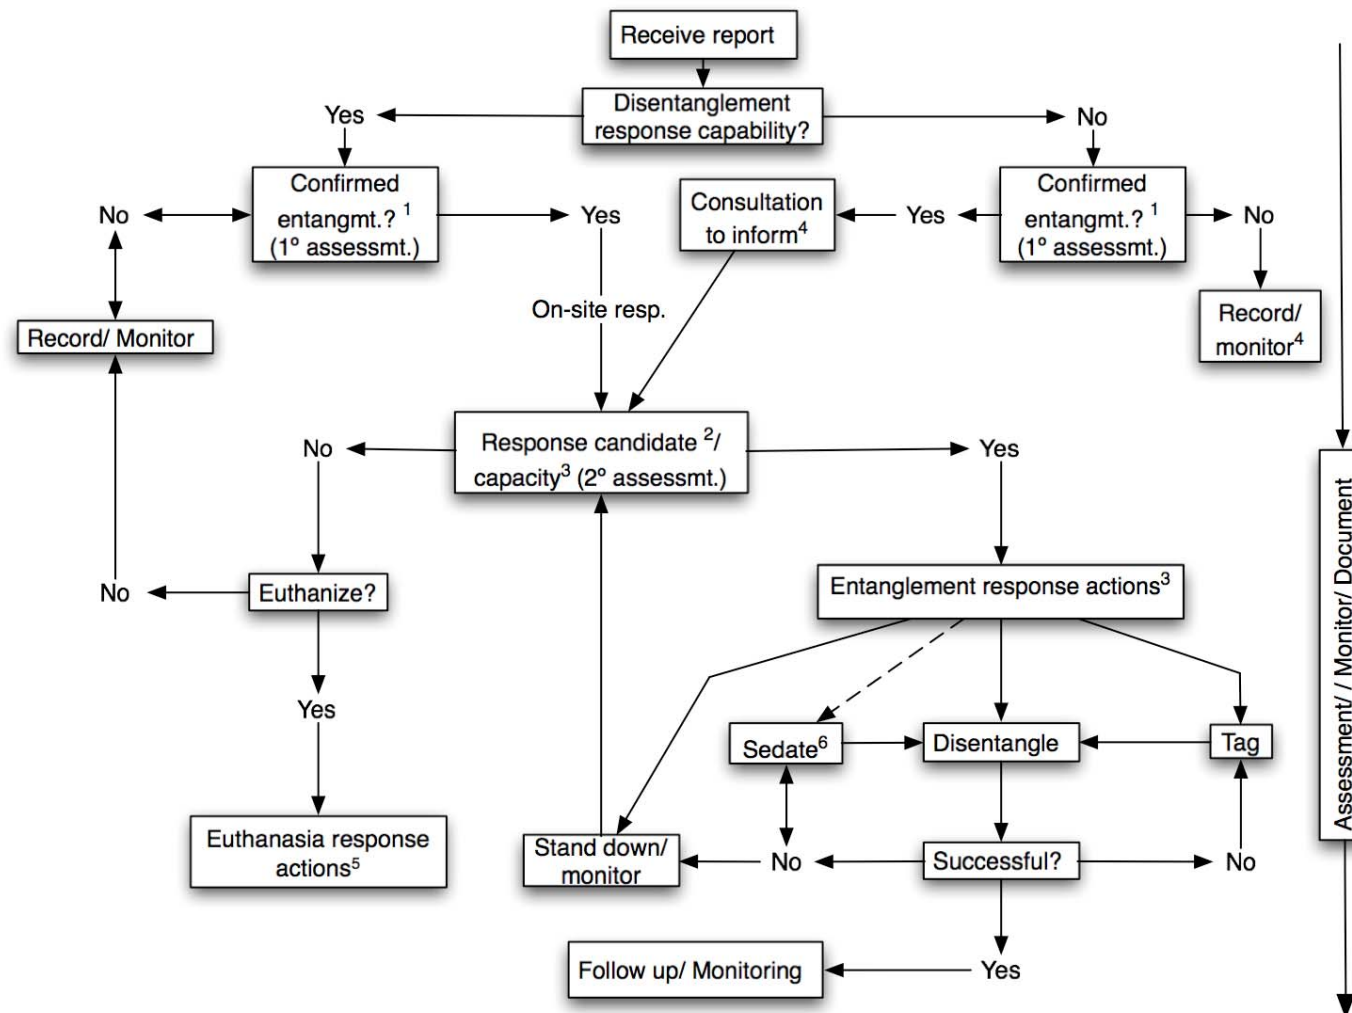 Receive report
Disentanglement
response capability?
Yes
No
Confirmed
entangmt.? 1
(1º assessmt.)
No
Yes
Consultation
to inform4
Yes
Confirmed
entangmt.? 1
(1º assessmt.)
No
On-site resp.
Record/ Monitor
Record/
monitor4
Response candidate 2/
capacity3 (2º assessmt.)
No
Yes
Euthanize?
No
Entanglement response actions3
Yes
Sedate6
Disentangle
Tag
Euthanasia response
actions5
Stand down/
monitor
No
Successful?
No
Follow up/ Monitoring
Yes
Assessment/ Monitor/ Document